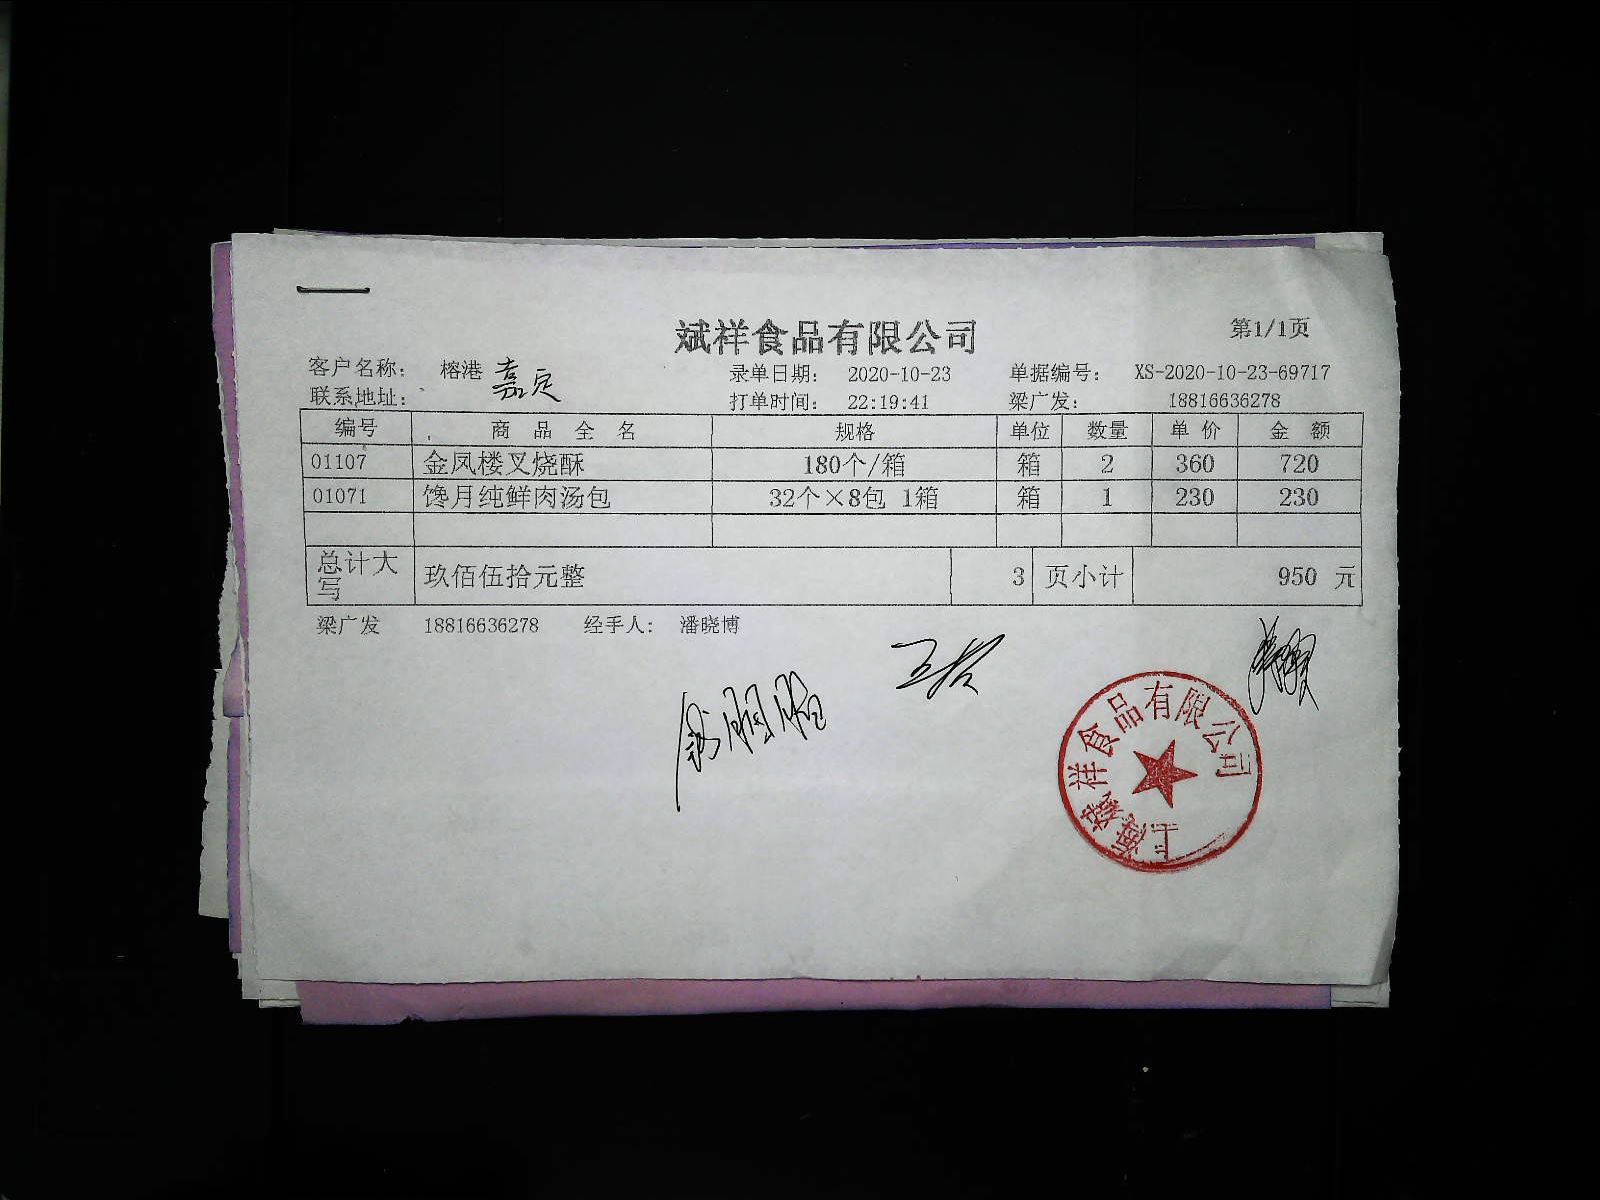 斌祥食品有限公司
第1/1页
客户名称： 榕港 嘉定 录单日期： 2020-10-23 单据编号： XS-2020-10-23-69717
联系地址： 打单时间： 22:19:41 梁广发： 18816636278
编号 商 品 全 名 规格 单位 数量 单 价 金 额
01107 金凤楼叉烧酥 180个/箱 箱 2 360 720
01071 馋月纯鲜肉汤包 32个×8包 1箱 箱 1 230 230
总计大写 玖佰伍拾元整 3 页小计 950 元
梁广发 18816636278 经手人： 潘晓博
上海斌祥食品有限公司